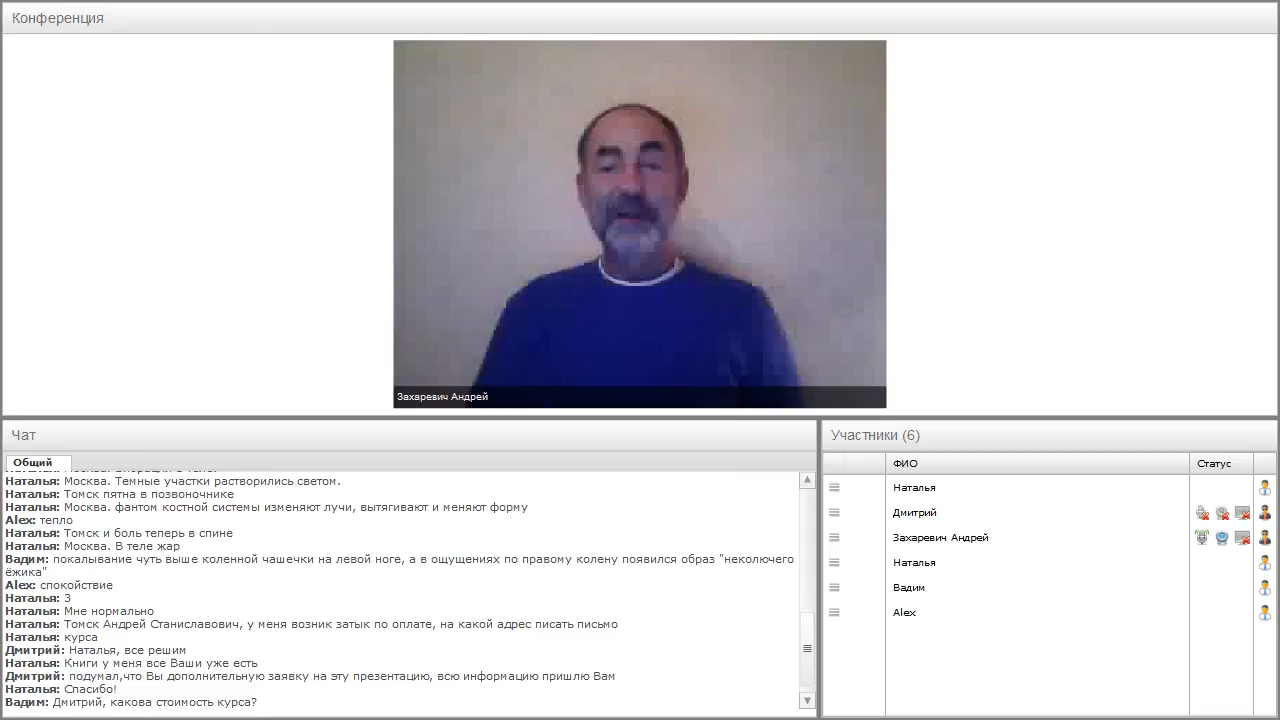 Конференция
Захаревич Андрей
Чат
Общий
Наталья: Москва. Темные участки растворились светом.
Наталья: Томск пятна в позвоночнике
Наталья: Москва. фантом костной системы изменяют лучи, вытягивают и меняют форму
Alex: тепло
Наталья: Томск и боль теперь в спине
Наталья: Москва. В теле жар
Вадим: покалывание чуть выше коленной чашечки на левой ноге, а в ощущениях по правому колену появился образ "неколючего
ёжика"
Alex: спокойствие
Наталья: 3
Наталья: Мне нормально
Наталья: Томск Андрей Станиславович, у меня возник затык по оплате, на какой адрес писать письмо
Наталья: курса
Дмитрий: Наталья, все решим
Наталья: Книги у меня все Ваши уже есть
Дмитрий: подумал,что Вы дополнительную заявку на эту презентацию, всю информацию пришлю Вам
Наталья: Спасибо!
Вадим: Дмитрий, какова стоимость курса?
Участники (6)
ФИО Статус
Наталья
Дмитрий
Захаревич Андрей
Наталья
Вадим
Alex